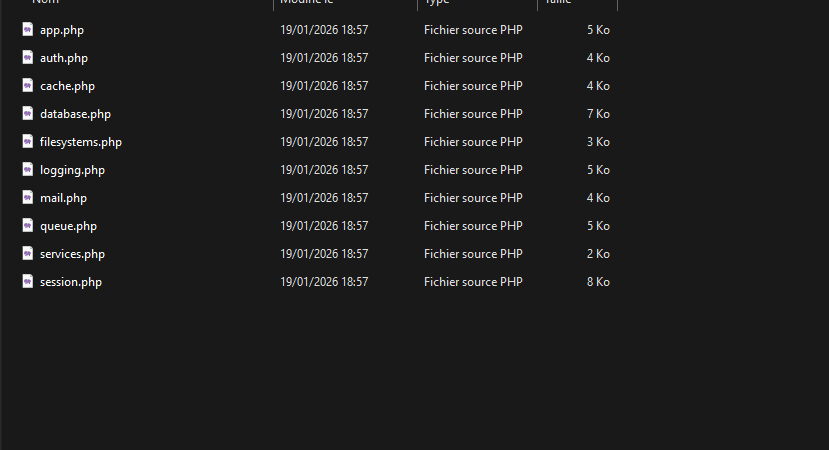 Nom Modifié le Type Taille
app.php 19/01/2026 18:57 Fichier source PHP 5 Ko
auth.php 19/01/2026 18:57 Fichier source PHP 4 Ko
cache.php 19/01/2026 18:57 Fichier source PHP 4 Ko
database.php 19/01/2026 18:57 Fichier source PHP 7 Ko
filesystems.php 19/01/2026 18:57 Fichier source PHP 3 Ko
logging.php 19/01/2026 18:57 Fichier source PHP 5 Ko
mail.php 19/01/2026 18:57 Fichier source PHP 4 Ko
queue.php 19/01/2026 18:57 Fichier source PHP 5 Ko
services.php 19/01/2026 18:57 Fichier source PHP 2 Ko
session.php 19/01/2026 18:57 Fichier source PHP 8 Ko